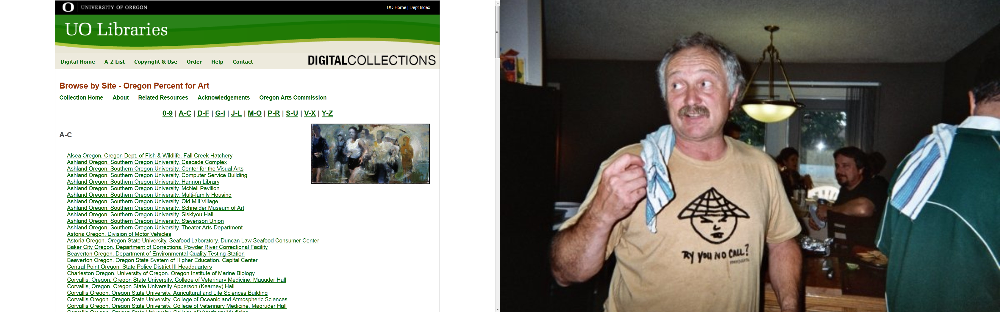 UNIVERSITY OF OREGON
UO Home | Dept Index
UO Libraries
Digital Home A-Z List Copyright & Use Order Help Contact
DIGITALCOLLECTIONS
Browse by Site - Oregon Percent for Art
Collection Home About Related Resources Acknowledgements Oregon Arts Commission
0-9 | A-C | D-F | G-I | J-L | M-O | P-R | S-U | V-X | Y-Z
A-C
Alsea Oregon. Oregon Dept. of Fish & Wildlife. Fall Creek Hatchery
Ashland Oregon. Southern Oregon University. Cascade Complex
Ashland Oregon. Southern Oregon University. Center for the Visual Arts
Ashland Oregon. Southern Oregon University. Computer Service Building
Ashland Oregon. Southern Oregon University. Hannon Library
Ashland Oregon. Southern Oregon University. McNeil Pavilion
Ashland Oregon. Southern Oregon University. Multi-family Housing
Ashland Oregon. Southern Oregon University. Old Mill Village
Ashland Oregon. Southern Oregon University. Schneider Museum of Art
Ashland Oregon. Southern Oregon University. Siskiyou Hall
Ashland Oregon. Southern Oregon University. Stevenson Union
Ashland Oregon. Southern Oregon University. Theater Arts Department
Astoria Oregon. Division of Motor Vehicles
Astoria Oregon. Oregon State University. Seafood Laboratory. Duncan Law Seafood Consumer Center
Baker City Oregon. Department of Corrections. Powder River Correctional Facility
Beaverton Oregon. Department of Environmental Quality Testing Station
Beaverton Oregon. Oregon State System of Higher Education. Capital Center
Central Point Oregon. State Police District III Headquarters
Charleston Oregon. University of Oregon. Oregon Institute of Marine Biology
Corvallis, Oregon. Oregon State University. College of Veterinary Medicine. Maguder Hall
Corvallis, Oregon. Oregon State University Apperson (Kearney) Hall
Corvallis Oregon. Oregon State University. Agricultural and Life Sciences Building
Corvallis Oregon. Oregon State University. College of Oceanic and Atmospheric Sciences
Corvallis Oregon. Oregon State University. College of Veterinary Medicine. Magruder Hall
Corvallis Oregon. Oregon State University. College of Veterinary Medicine
RY YOU NO CALL?